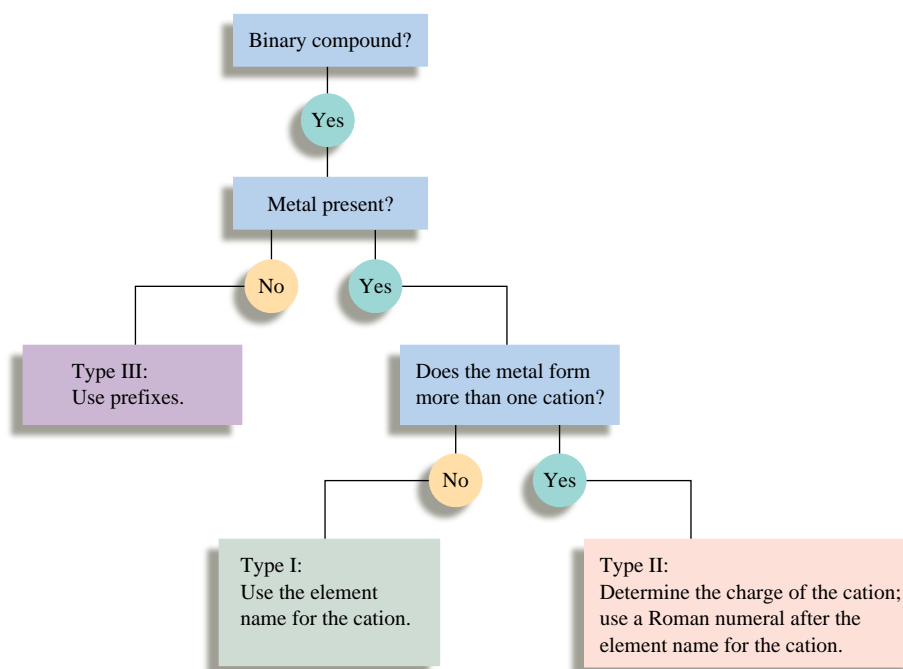 Binary compound?
Yes
Metal present?
No
Yes
Type III:
Use prefixes.
Does the metal form
more than one cation?
No
Yes
Type I:
Use the element
name for the cation.
Type II:
Determine the charge of the cation;
use a Roman numeral after the
element name for the cation.